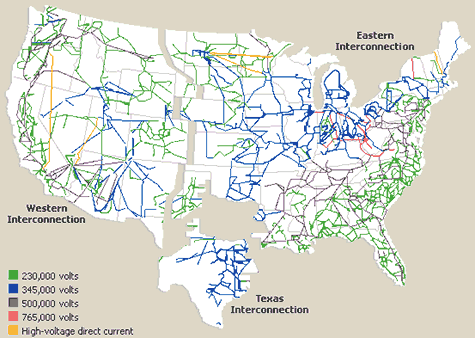 Eastern
Interconnection
Western
Interconnection
Texas
Interconnection
230,000 volts
345,000 volts
500,000 volts
765,000 volts
High-voltage direct current